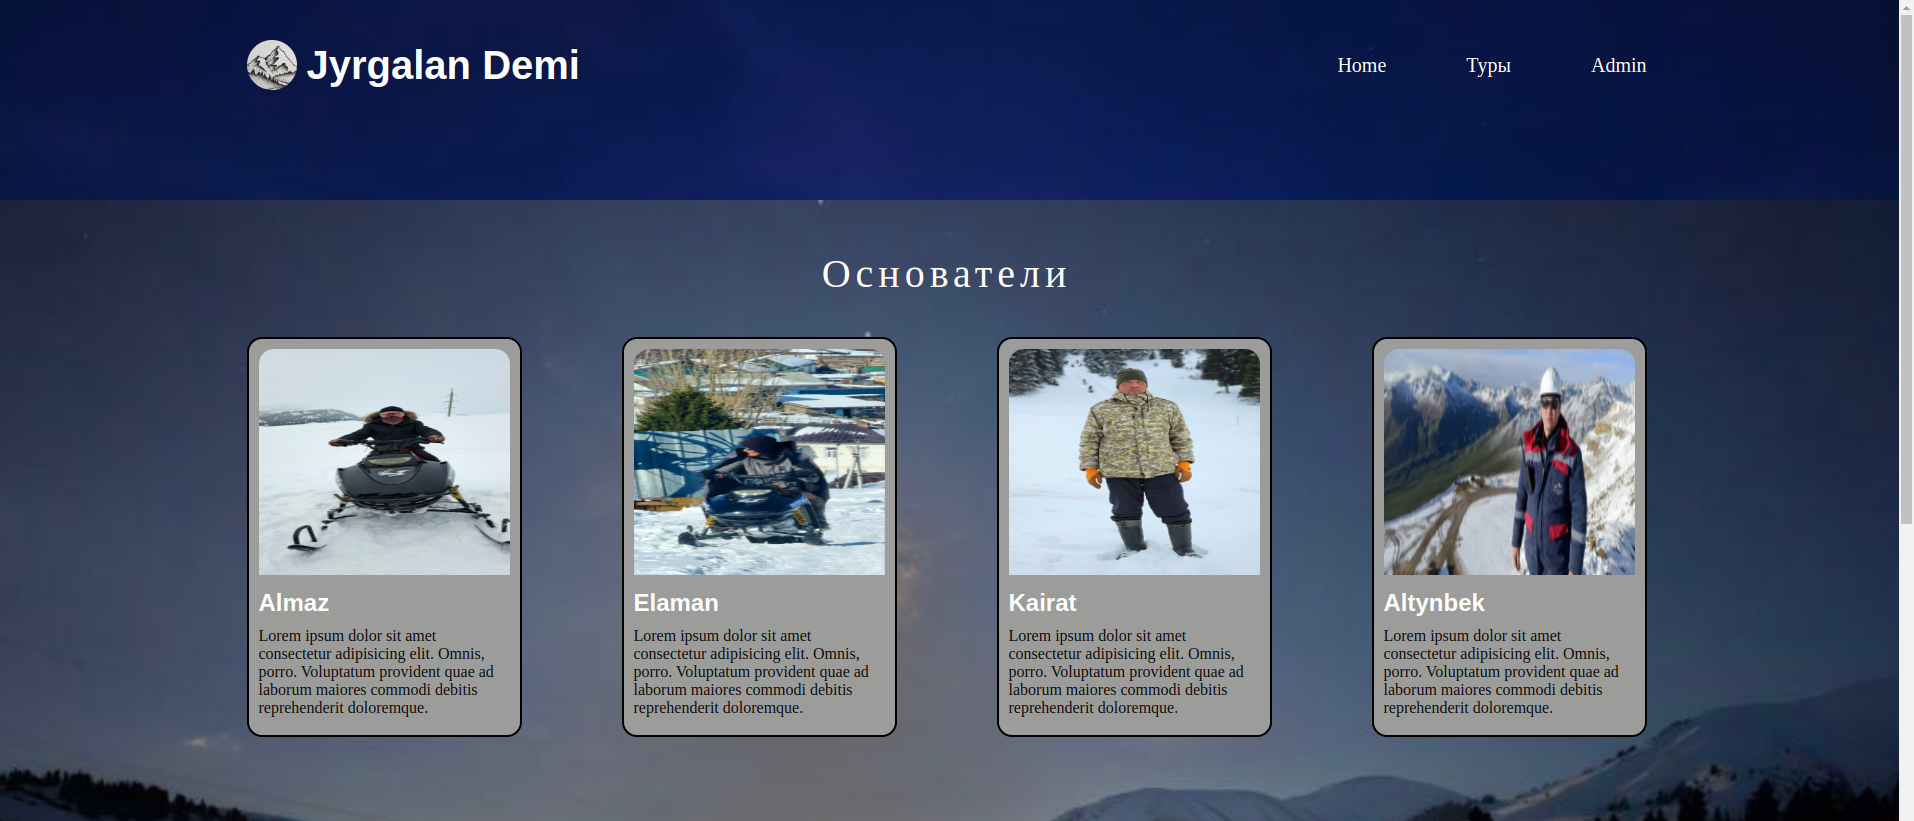 Jyrgalan Demi
Home
Туры
Admin
Основатели
Almaz
Lorem ipsum dolor sit amet
consectetur adipisicing elit. Omnis,
porro. Voluptatum provident quae ad
laborum maiores commodi debitis
reprehenderit doloremque.
Elaman
Lorem ipsum dolor sit amet
consectetur adipisicing elit. Omnis,
porro. Voluptatum provident quae ad
laborum maiores commodi debitis
reprehenderit doloremque.
Kairat
Lorem ipsum dolor sit amet
consectetur adipisicing elit. Omnis,
porro. Voluptatum provident quae ad
laborum maiores commodi debitis
reprehenderit doloremque.
Altynbek
Lorem ipsum dolor sit amet
consectetur adipisicing elit. Omnis,
porro. Voluptatum provident quae ad
laborum maiores commodi debitis
reprehenderit doloremque.